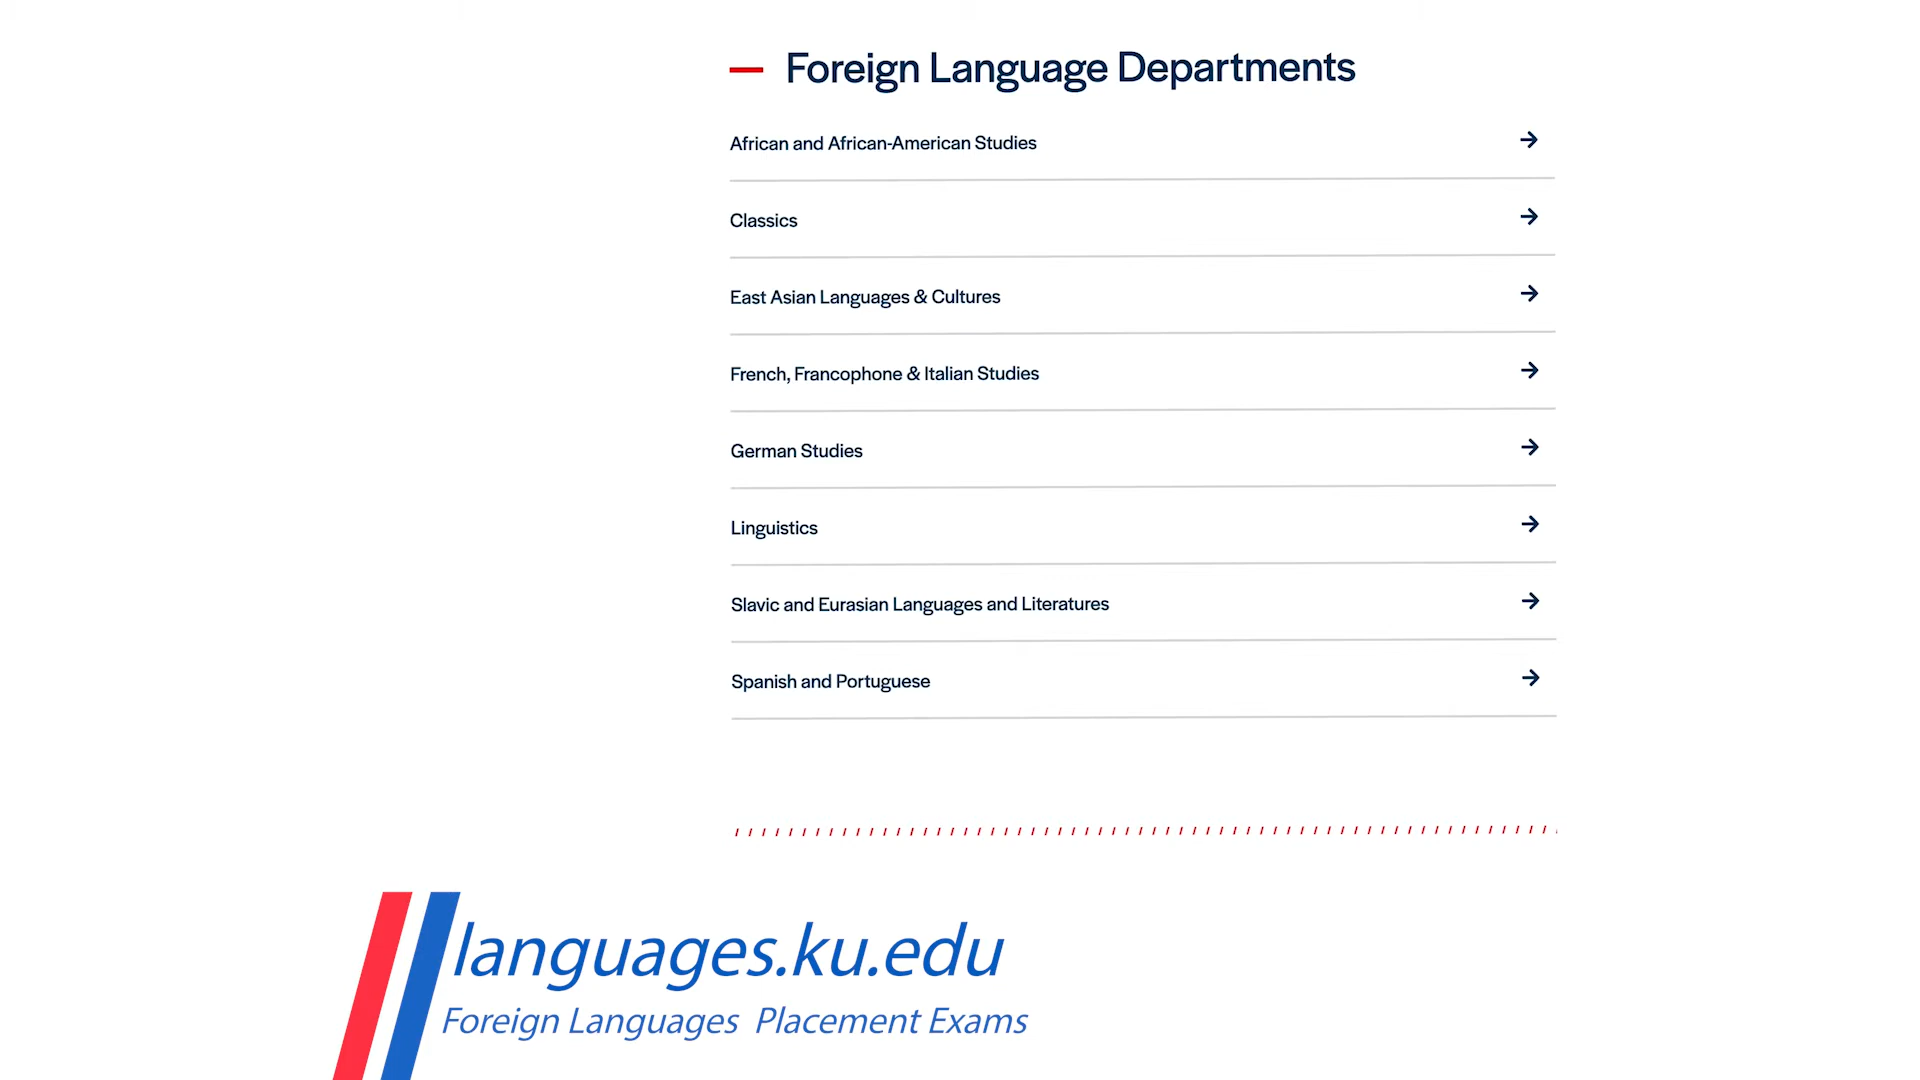 Foreign Language Departments
African and African-American Studies
Classics
East Asian Languages & Cultures
French, Francophone & Italian Studies
German Studies
Linguistics
Slavic and Eurasian Languages and Literatures
Spanish and Portuguese
languages.ku.edu
Foreign Languages Placement Exams